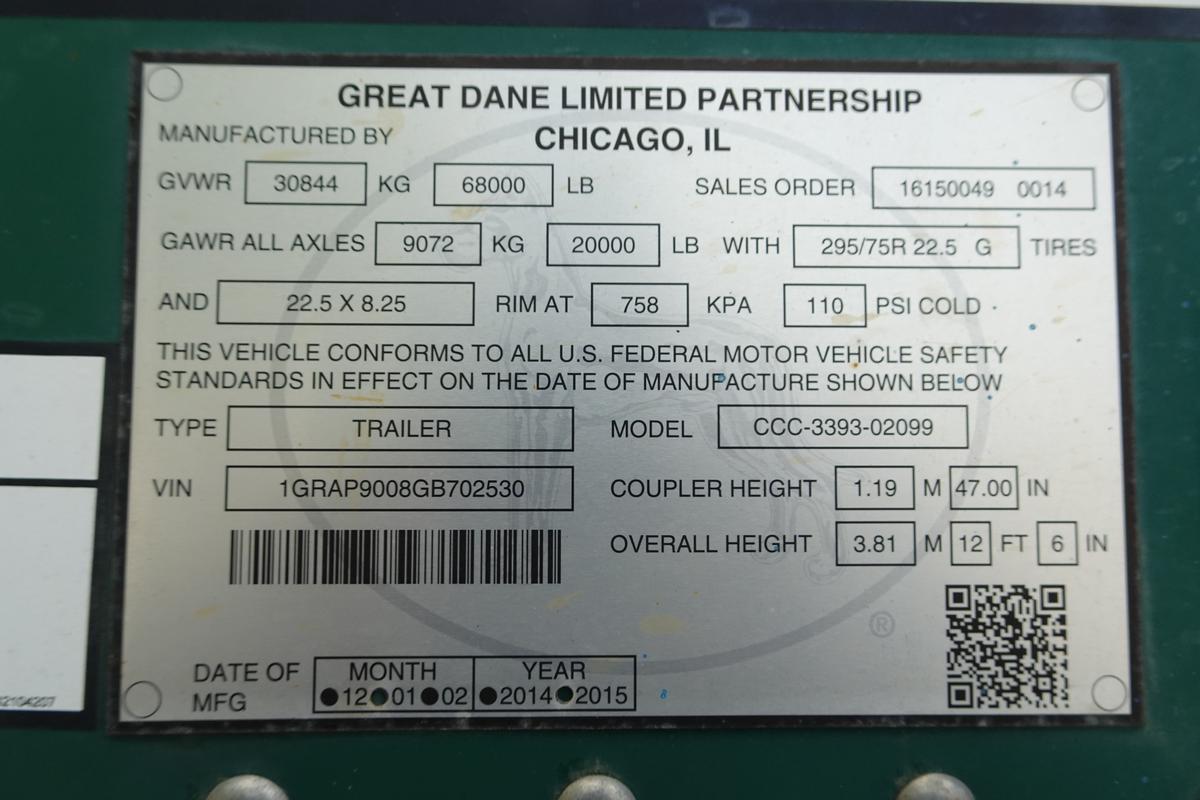 GREAT DANE LIMITED PARTNERSHIP
MANUFACTURED BY CHICAGO, IL
GVWR 30844 KG 68000 LB SALES ORDER 16150049 0014
GAWR ALL AXLES 9072 KG 20000 LB WITH 295/75R 22.5 G TIRES
AND 22.5 X 8.25 RIM AT 758 KPA 110 PSI COLD
THIS VEHICLE CONFORMS TO ALL U.S. FEDERAL MOTOR VEHICLE SAFETY
STANDARDS IN EFFECT ON THE DATE OF MANUFACTURE SHOWN BELOW
TYPE TRAILER MODEL CCC-3393-02099
VIN 1GRAP9008GB702530 COUPLER HEIGHT 1.19 M 47.00 IN
OVERALL HEIGHT 3.81 M 12 FT 6 IN
®
DATE OF MFG MONTH YEAR
●12●01●02 ●2014●2015